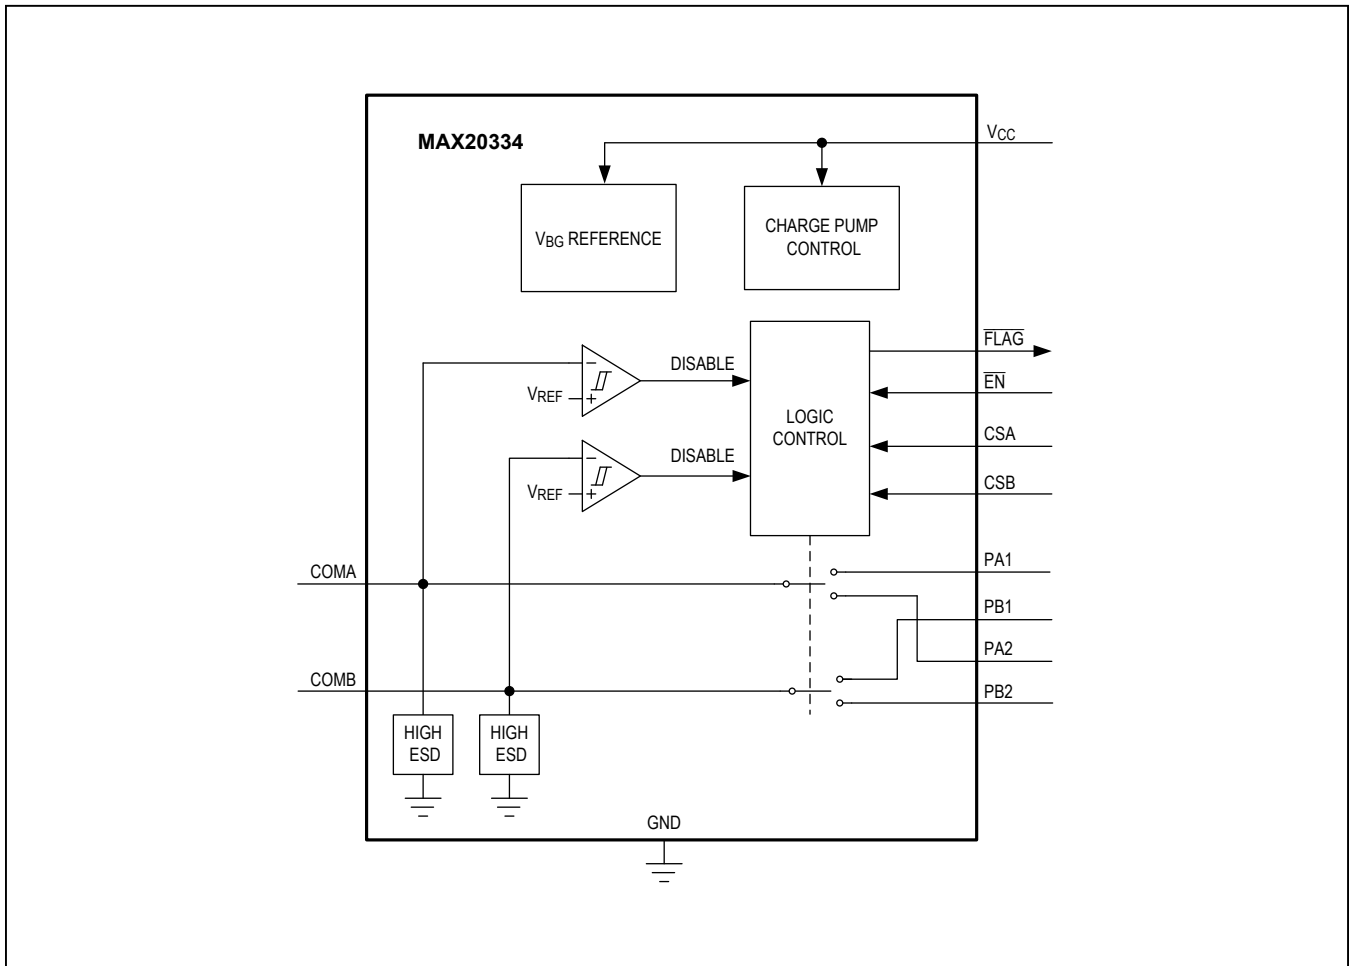 MAX20334
VCC
VBG REFERENCE
CHARGE PUMP
CONTROL
FLAG
DISABLE
EN
VREF
−
+
LOGIC
CONTROL
CSA
DISABLE
CSB
VREF
−
+
COMA
PA1
PB1
PA2
COMB
PB2
HIGH
ESD
HIGH
ESD
GND